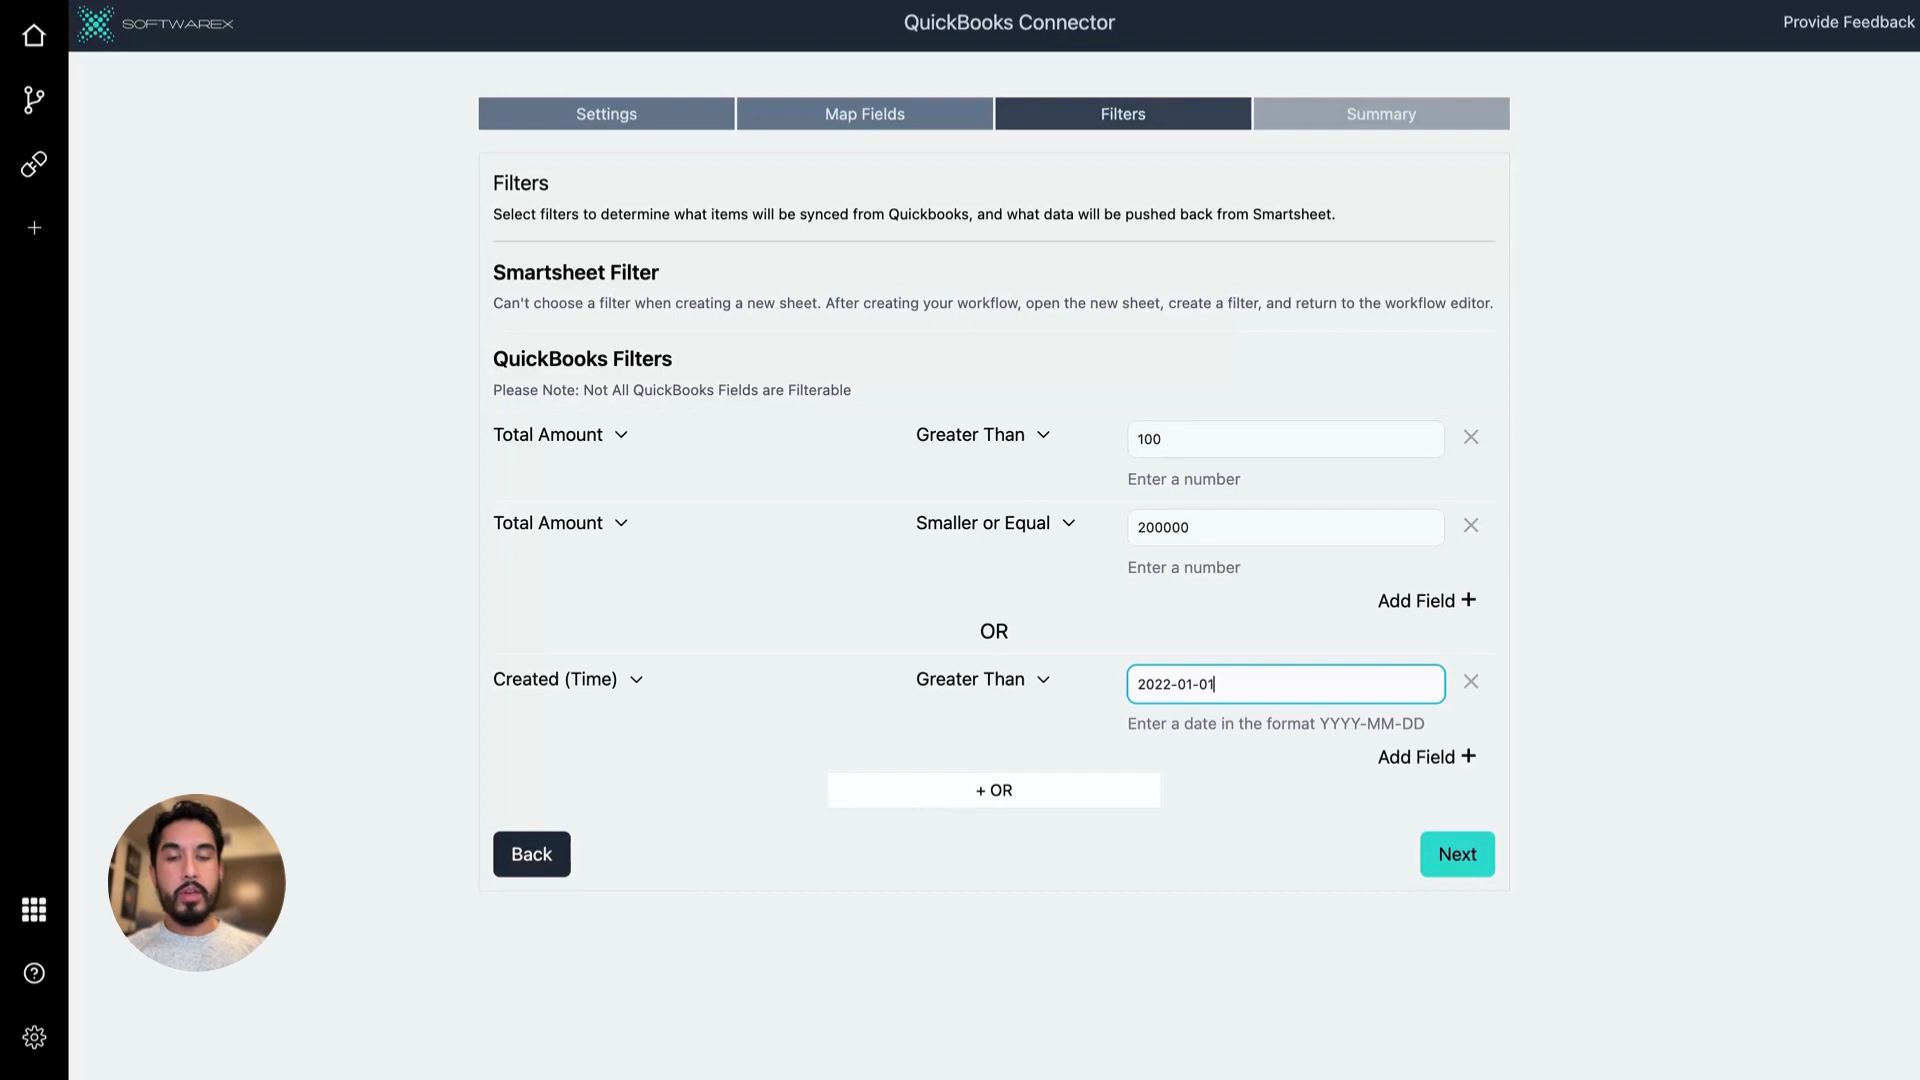 SOFTWAREX
QuickBooks Connector
Provide Feedback
Settings
Map Fields
Filters
Summary
Filters
Select filters to determine what items will be synced from Quickbooks, and what data will be pushed back from Smartsheet.
Smartsheet Filter
Can't choose a filter when creating a new sheet. After creating your workflow, open the new sheet, create a filter, and return to the workflow editor.
QuickBooks Filters
Please Note: Not All QuickBooks Fields are Filterable
Total Amount
Greater Than
100
Enter a number
Total Amount
Smaller or Equal
200000
Enter a number
Add Field +
OR
Created (Time)
Greater Than
2022-01-01
Enter a date in the format YYYY-MM-DD
Add Field +
+ OR
Back
Next